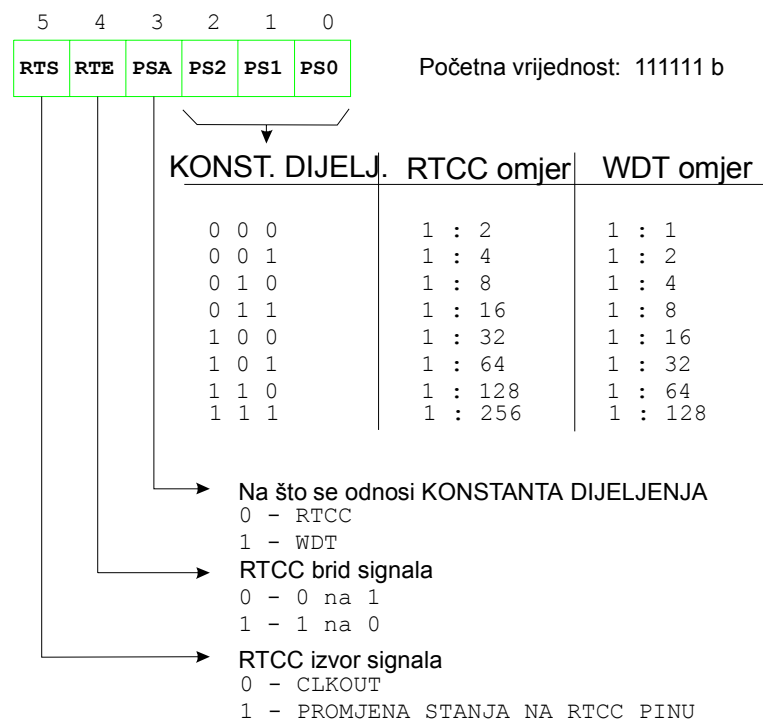 5 4 3 2 1 0
RTS RTE PSA PS2 PS1 PS0 Početna vrijednost: 111111 b
KONST. DIJELJ. RTCC omjer WDT omjer
0 0 0 1 : 2 1 : 1
0 0 1 1 : 4 1 : 2
0 1 0 1 : 8 1 : 4
0 1 1 1 : 16 1 : 8
1 0 0 1 : 32 1 : 16
1 0 1 1 : 64 1 : 32
1 1 0 1 : 128 1 : 64
1 1 1 1 : 256 1 : 128
Na što se odnosi KONSTANTA DIJELJENJA
0 - RTCC
1 - WDT
RTCC brid signala
0 - 0 na 1
1 - 1 na 0
RTCC izvor signala
0 - CLKOUT
1 - PROMJENA STANJA NA RTCC PINU